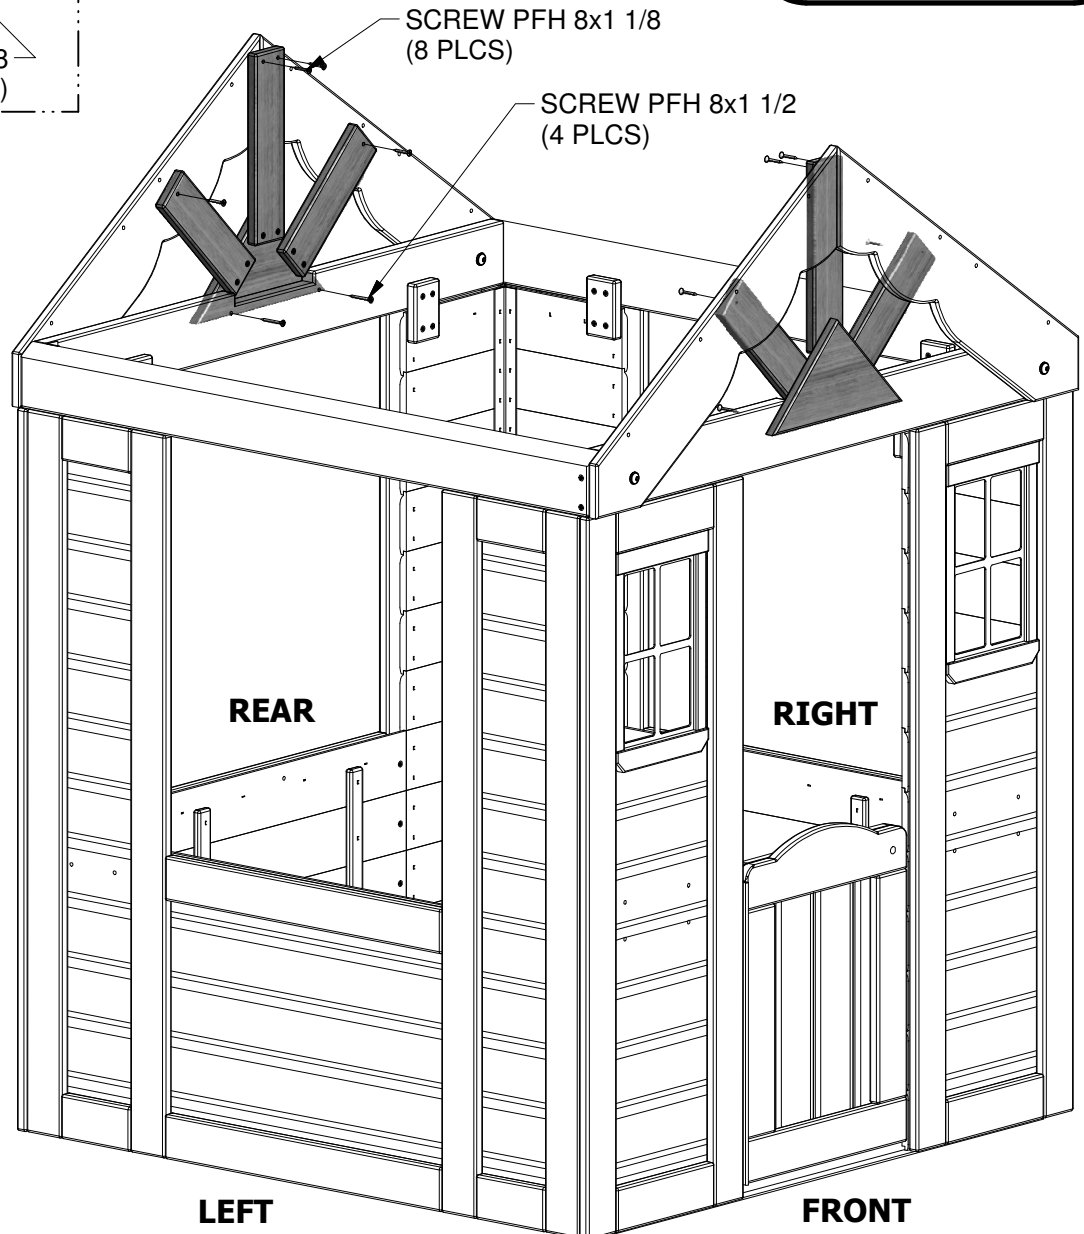 SCREW PFH 8x1 1/8
(8 PLCS)
SCREW PFH 8x1 1/2
(4 PLCS)
REAR
RIGHT
LEFT
FRONT